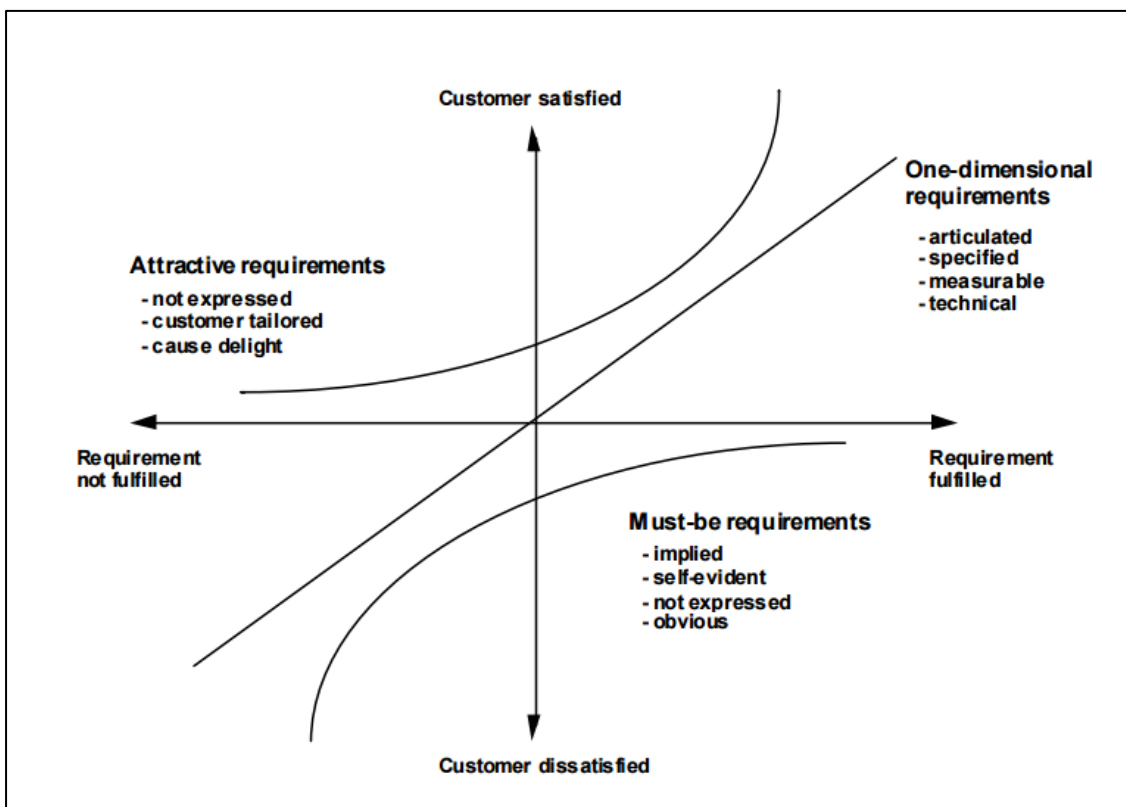 Customer satisfied
One-dimensional
requirements
- articulated
- specified
- measurable
- technical
Attractive requirements
- not expressed
- customer tailored
- cause delight
Requirement
not fulfilled
Requirement
fulfilled
Must-be requirements
- implied
- self-evident
- not expressed
- obvious
Customer dissatisfied